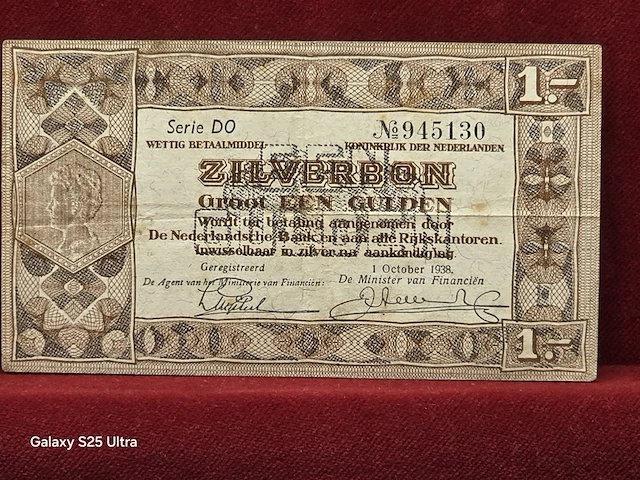 1.–
Serie DO
№ 945130
WETTIG BETAALMIDDEL
KONINKRIJK DER NEDERLANDEN
ZILVERBON
Groot EEN GULDEN
Wordt ter betaling aangenomen door
De Nederlandsche Bank en aan alle Rijkskantoren.
Inwisselbaar in zilver na aankondiging.
Geregistreerd
1 October 1938,
De Agent van het Ministerie van Financiën:
De Minister van Financiën
1.–
Galaxy S25 Ultra